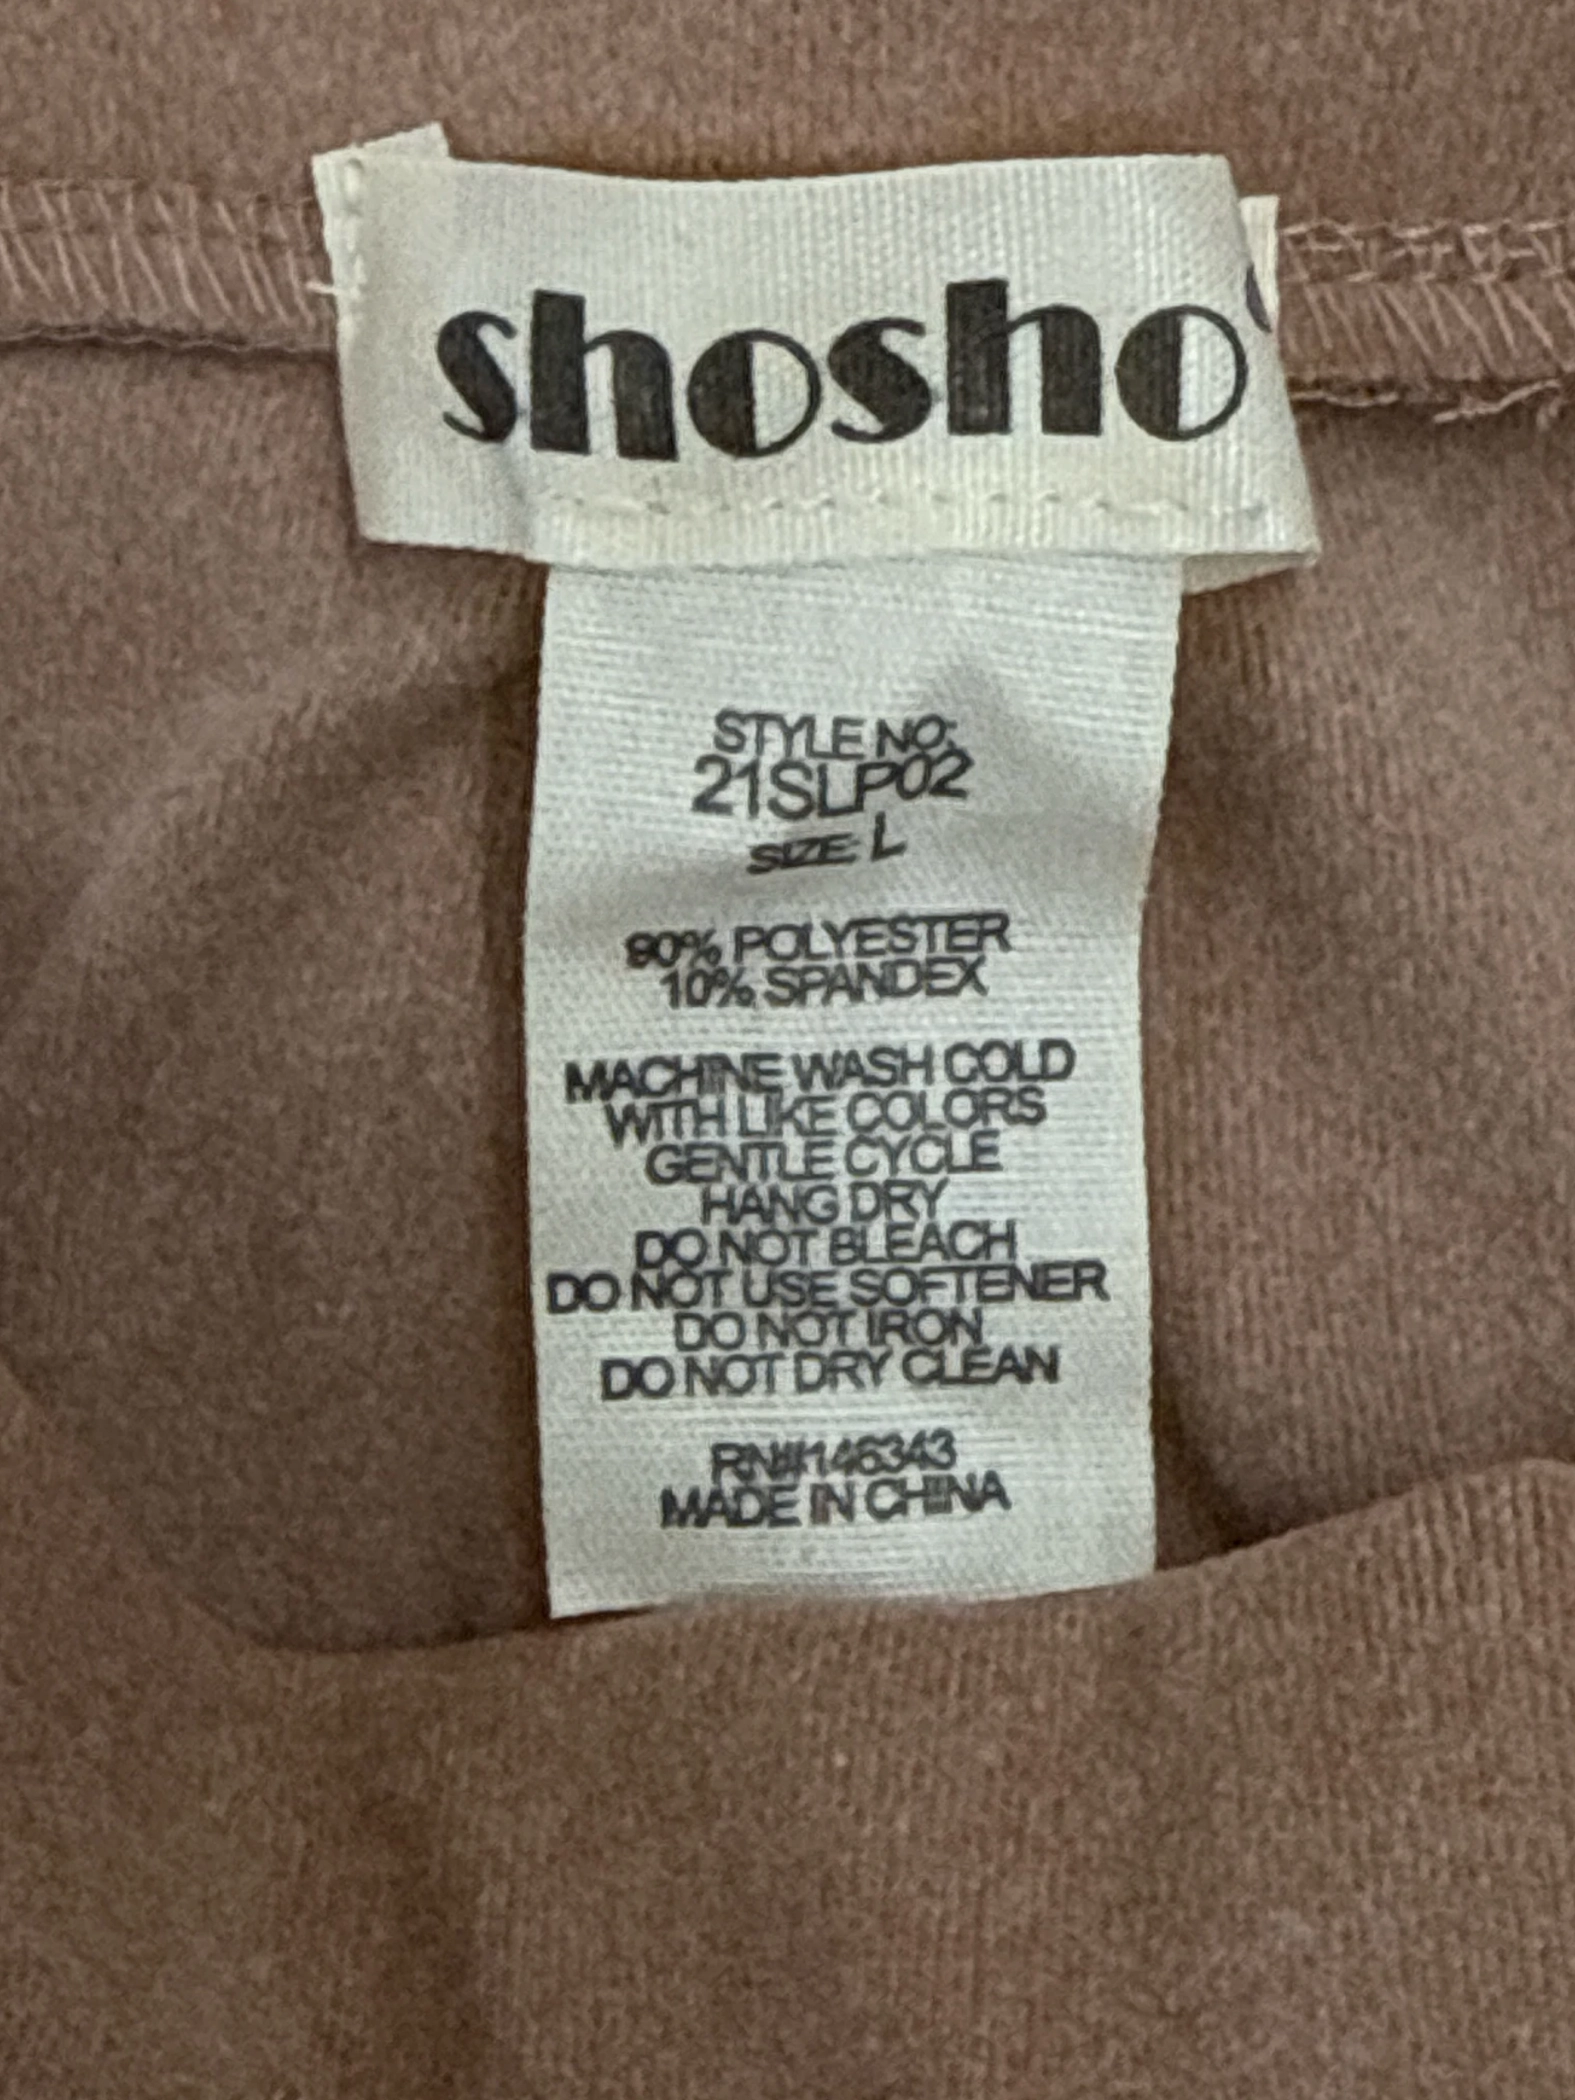 shosho
STYLE NO:
21SLP02
SIZE: L
90% POLYESTER
10% SPANDEX
MACHINE WASH COLD
WITH LIKE COLORS
GENTLE CYCLE
HANG DRY
DO NOT BLEACH
DO NOT USE SOFTENER
DO NOT IRON
DO NOT DRY CLEAN
RN#146343
MADE IN CHINA